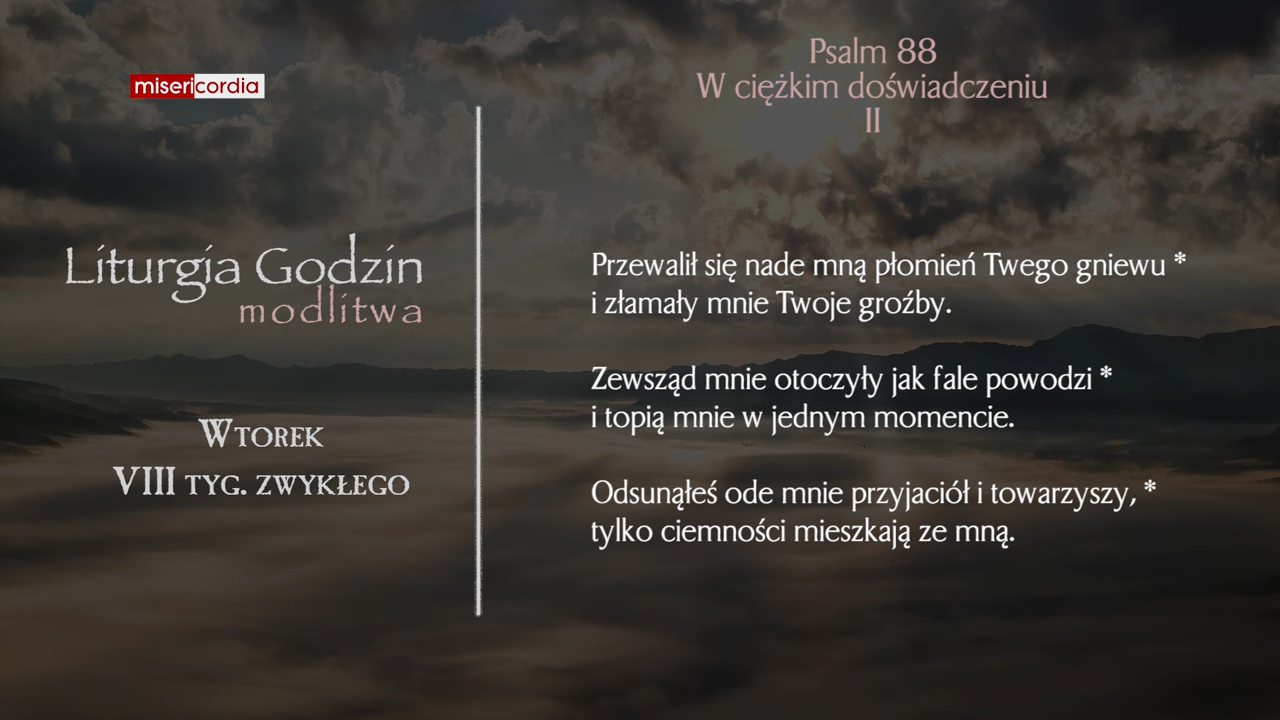 misericordia
Liturgia Godzin
modlitwa
Wtorek
VIII tyg. zwykłego
Psalm 88
W ciężkim doświadczeniu
II
Przewalił się nade mną płomień Twego gniewu *
i złamały mnie Twoje groźby.
Zewsząd mnie otoczyły jak fale powodzi *
i topią mnie w jednym momencie.
Odsunąłeś ode mnie przyjaciół i towarzyszy, *
tylko ciemności mieszkają ze mną.